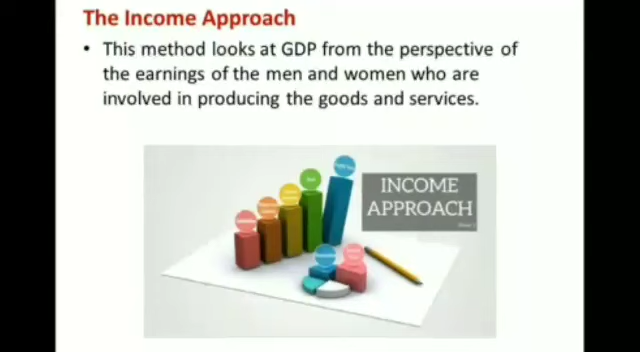 The Income Approach
• This method looks at GDP from the perspective of
the earnings of the men and women who are
involved in producing the goods and services.
INCOME
APPROACH